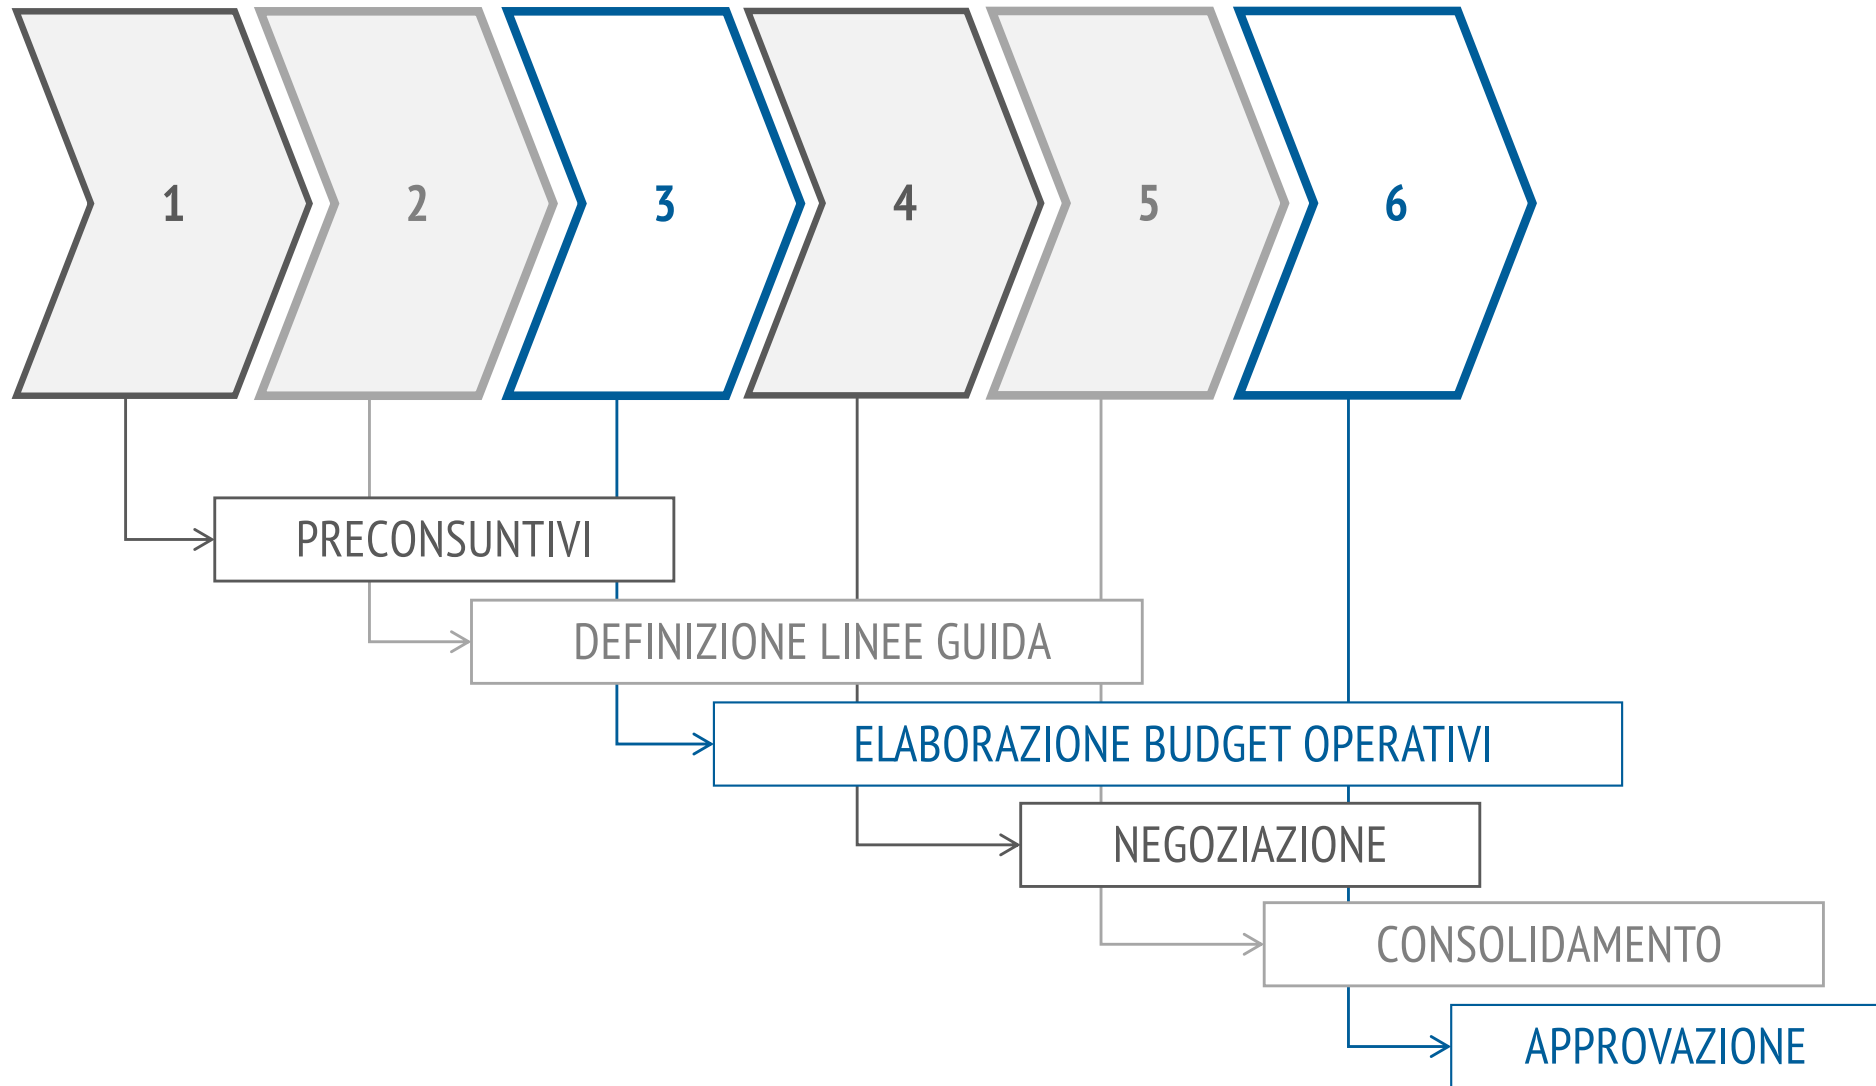 1
2
3
4
5
6
PRECONSUNTIVI
DEFINIZIONE LINEE GUIDA
ELABORAZIONE BUDGET OPERATIVI
NEGOZIAZIONE
CONSOLIDAMENTO
APPROVAZIONE